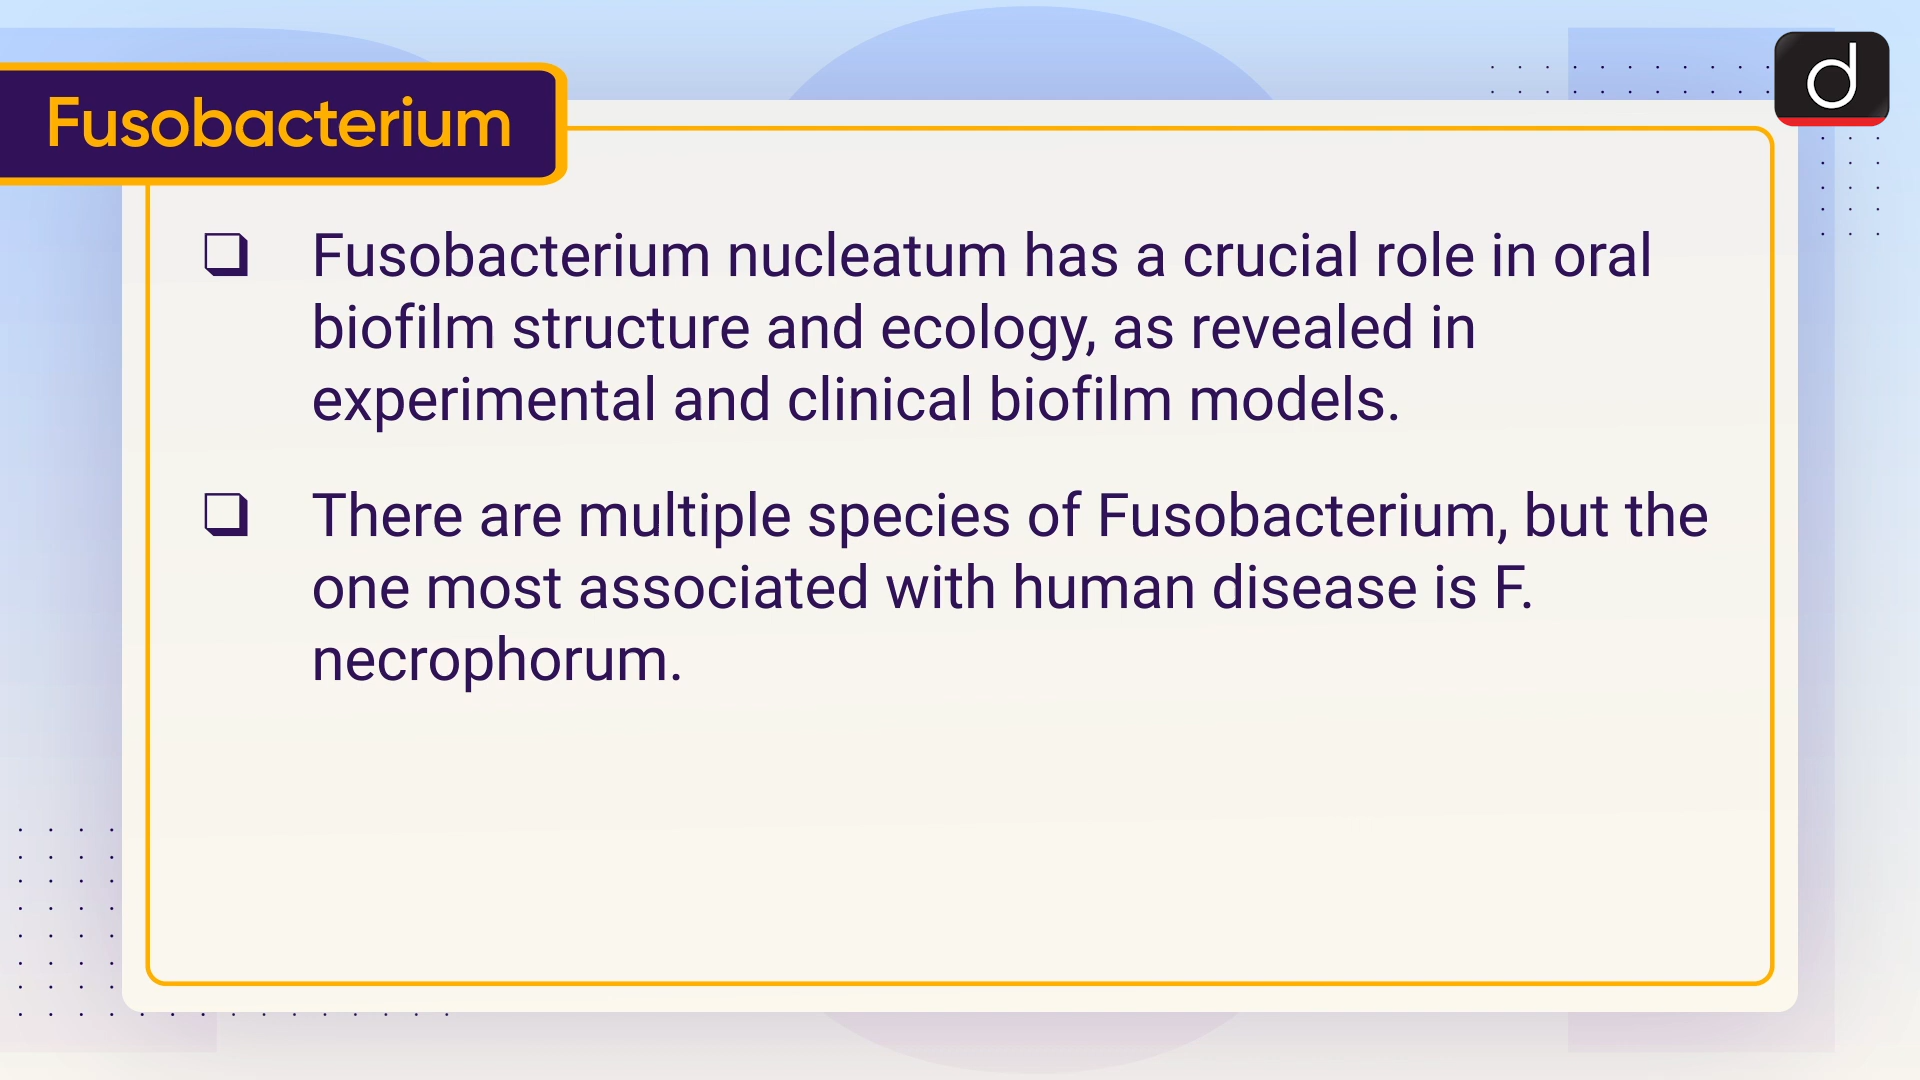 Fusobacterium
d
❑ Fusobacterium nucleatum has a crucial role in oral
biofilm structure and ecology, as revealed in
experimental and clinical biofilm models.
❑ There are multiple species of Fusobacterium, but the
one most associated with human disease is F.
necrophorum.